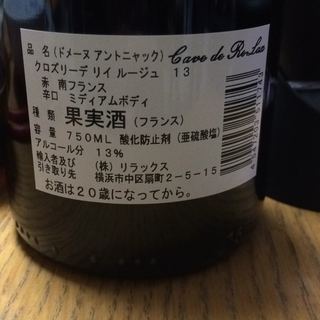 品 名(ドメーヌ アントニャック) Cave de Re-Lax
クロズリーデ リイ ルージュ 13
赤 南フランス
辛口 ミディアムボディ
種 類 果実酒(フランス)
容 量 750ML 酸化防止剤(亜硫酸塩)
アルコール分 13%
輸入者及び (株)リラックス
引き取り先 横浜市中区扇町2-5-15
お酒は20歳になってから。